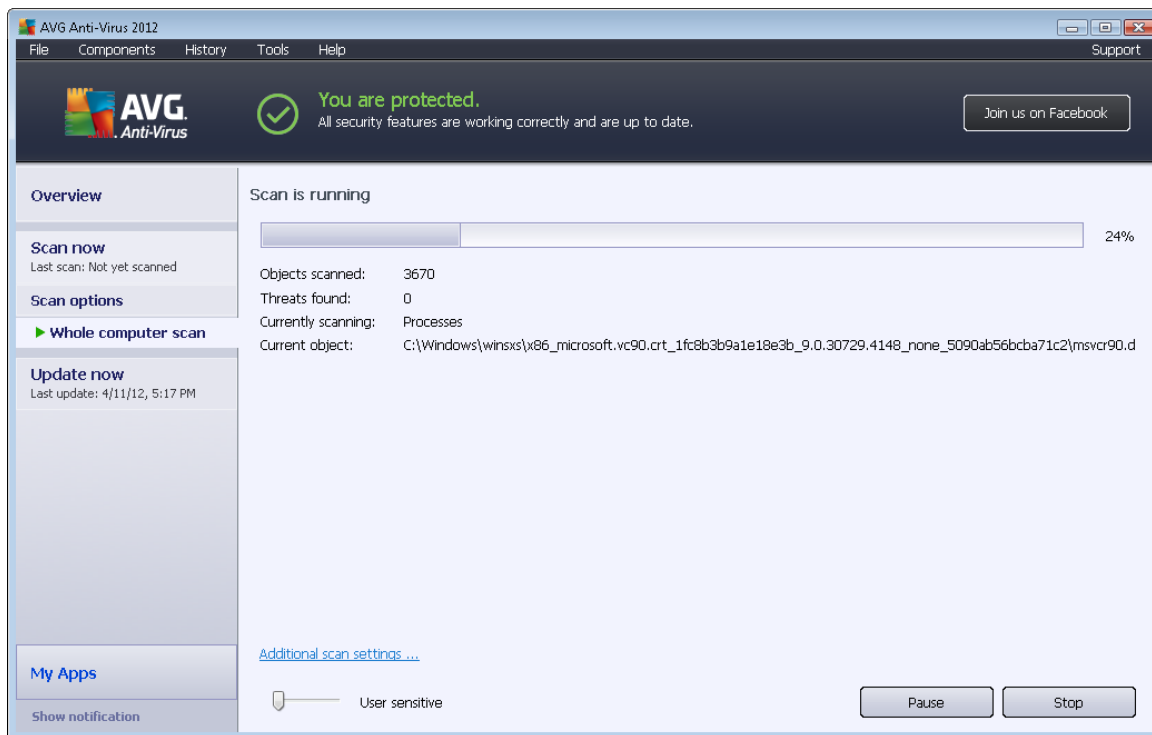 AVG Anti-Virus 2012
File Components History Tools Help Support
AVG.
Anti-Virus
You are protected.
All security features are working correctly and are up to date.
Join us on Facebook
Overview
Scan now
Last scan: Not yet scanned
Scan options
Whole computer scan
Update now
Last update: 4/11/12, 5:17 PM
My Apps
Show notification
Scan is running
24%
Objects scanned: 3670
Threats found: 0
Currently scanning: Processes
Current object: C:\Windows\winsxs\x86_microsoft.vc90.crt_1fc8b3b9a1e18e3b_9.0.30729.4148_none_5090ab56bcba71c2\msvcr90.d
Additional scan settings ...
User sensitive
Pause
Stop